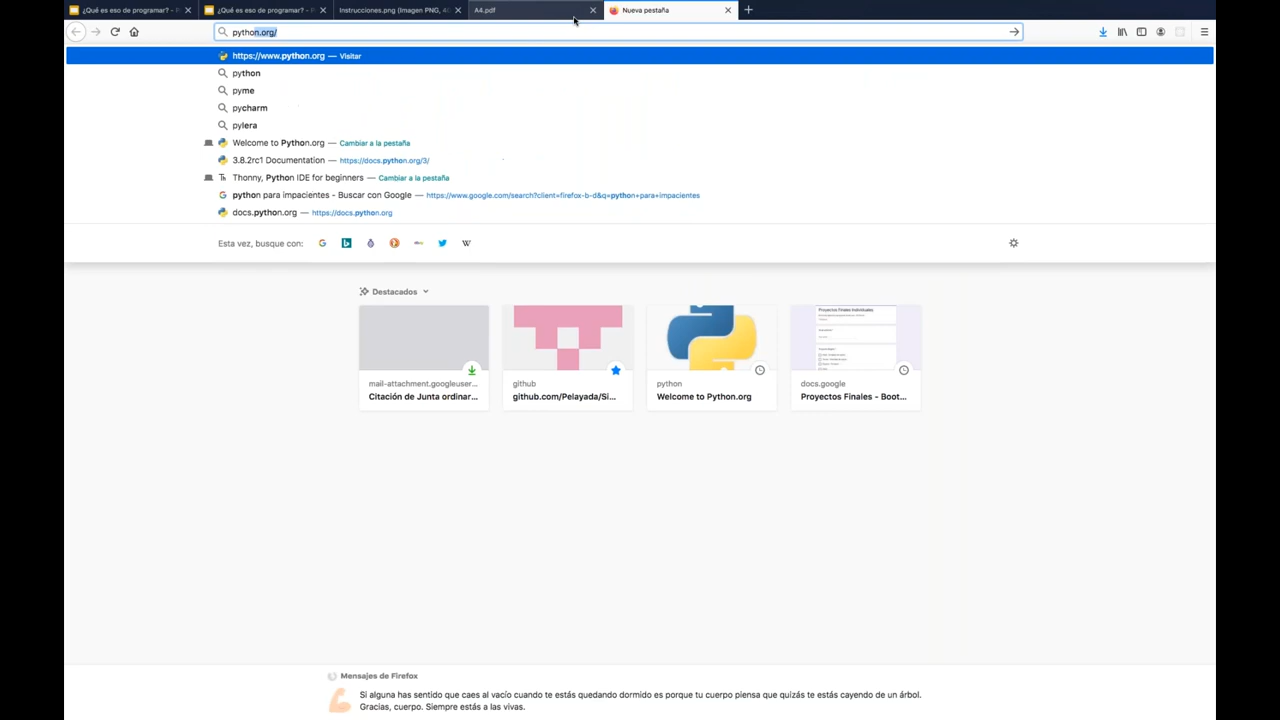 ¿Qué es eso de programar? - F
¿Qué es eso de programar? - F
Instrucciones.png (Imagen PNG, 40
A4.pdf
Nueva pestaña
python.org/
https://www.python.org — Visitar
python
pyme
pycharm
pylera
Welcome to Python.org — Cambiar a la pestaña
3.8.2rc1 Documentation — https://docs.python.org/3/
Thonny, Python IDE for beginners — Cambiar a la pestaña
python para impacientes - Buscar con Google — https://www.google.com/search?client=firefox-b-d&q=python+para+impacientes
docs.python.org — https://docs.python.org
Esta vez, busque con:
Destacados
mail-attachment.googleuser...
Citación de Junta ordinar...
github
github.com/Pelayada/Si...
python
Welcome to Python.org
Proyectos Finales Individuales
docs.google
Proyectos Finales - Boot...
Mensajes de Firefox
Si alguna has sentido que caes al vacío cuando te estás quedando dormido es porque tu cuerpo piensa que quizás te estás cayendo de un árbol.
Gracias, cuerpo. Siempre estás a las vivas.